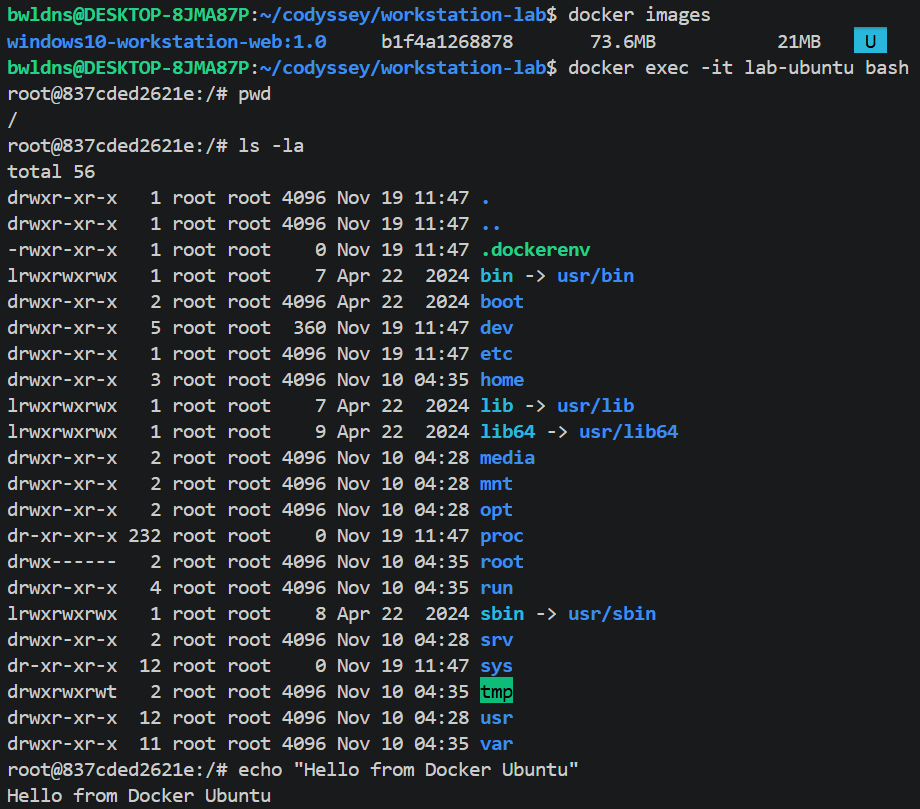 bwldns@DESKTOP-8JMA87P:~/codyssey/workstation-lab$ docker images
windows10-workstation-web:1.0     b1f4a1268878       73.6MB           21MB   U
bwldns@DESKTOP-8JMA87P:~/codyssey/workstation-lab$ docker exec -it lab-ubuntu bash
root@837cded2621e:/# pwd
/
root@837cded2621e:/# ls -la
total 56
drwxr-xr-x   1 root root 4096 Nov 19 11:47 .
drwxr-xr-x   1 root root 4096 Nov 19 11:47 ..
-rwxr-xr-x   1 root root    0 Nov 19 11:47 .dockerenv
lrwxrwxrwx   1 root root    7 Apr 22  2024 bin -> usr/bin
drwxr-xr-x   2 root root 4096 Apr 22  2024 boot
drwxr-xr-x   5 root root  360 Nov 19 11:47 dev
drwxr-xr-x   1 root root 4096 Nov 19 11:47 etc
drwxr-xr-x   3 root root 4096 Nov 10 04:35 home
lrwxrwxrwx   1 root root    7 Apr 22  2024 lib -> usr/lib
lrwxrwxrwx   1 root root    9 Apr 22  2024 lib64 -> usr/lib64
drwxr-xr-x   2 root root 4096 Nov 10 04:28 media
drwxr-xr-x   2 root root 4096 Nov 10 04:28 mnt
drwxr-xr-x   2 root root 4096 Nov 10 04:28 opt
dr-xr-xr-x 232 root root    0 Nov 19 11:47 proc
drwx------   2 root root 4096 Nov 10 04:35 root
drwxr-xr-x   4 root root 4096 Nov 10 04:35 run
lrwxrwxrwx   1 root root    8 Apr 22  2024 sbin -> usr/sbin
drwxr-xr-x   2 root root 4096 Nov 10 04:28 srv
dr-xr-xr-x  12 root root    0 Nov 19 11:47 sys
drwxrwxrwt   2 root root 4096 Nov 10 04:35 tmp
drwxr-xr-x  12 root root 4096 Nov 10 04:28 usr
drwxr-xr-x  11 root root 4096 Nov 10 04:35 var
root@837cded2621e:/# echo "Hello from Docker Ubuntu"
Hello from Docker Ubuntu